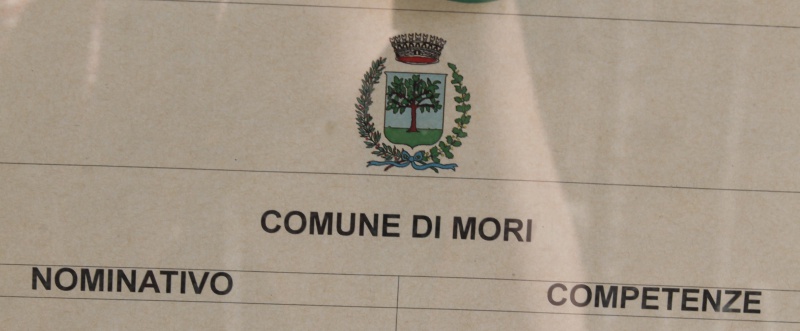 COMUNE DI MORI
NOMINATIVO COMPETENZE